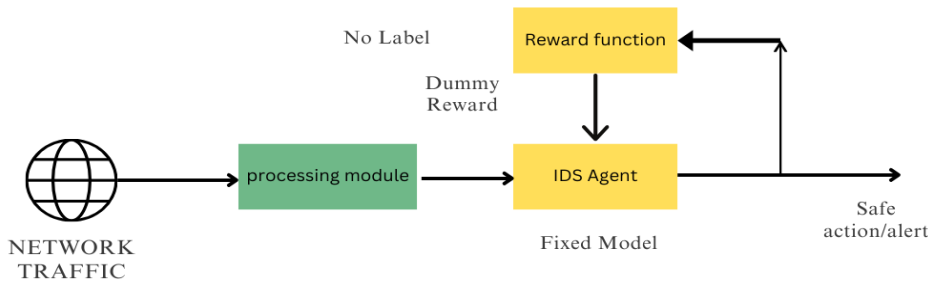 No Label
Reward function
Dummy
Reward
processing module
IDS Agent
Safe
action/alert
Fixed Model
NETWORK
TRAFFIC